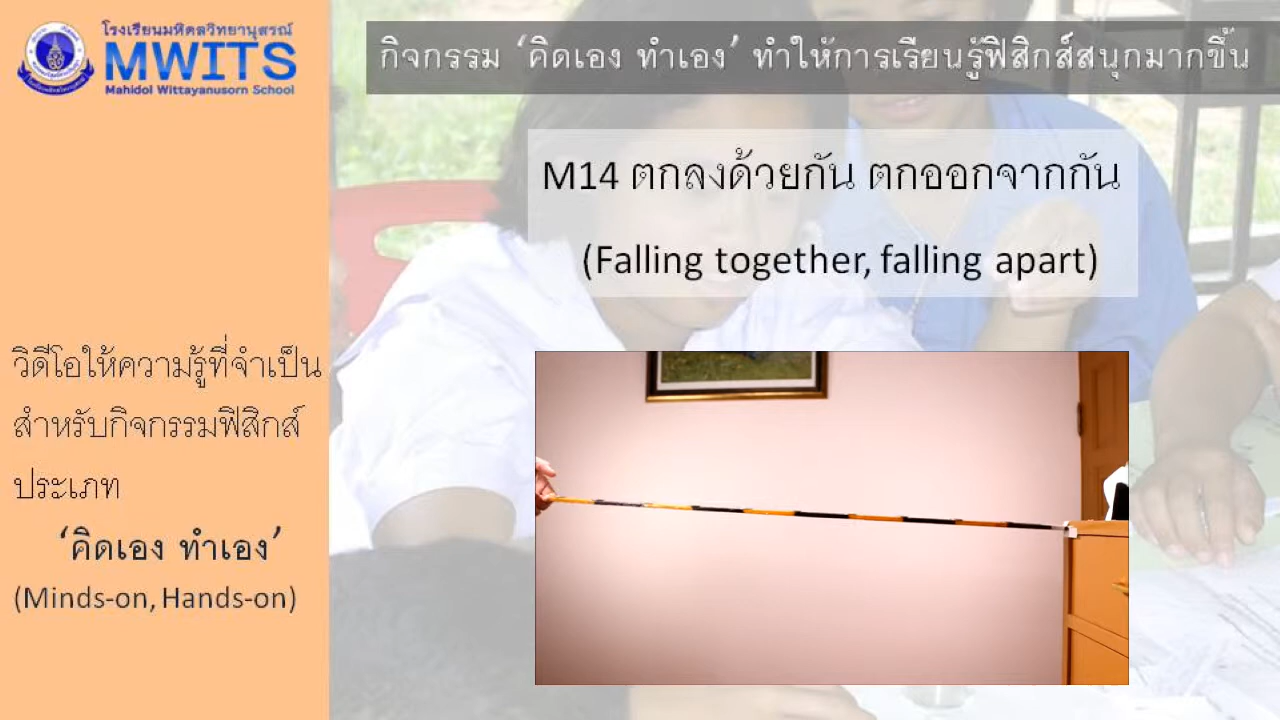 โรงเรียนมหิดลวิทยานุสรณ์
MWITS
Mahidol Wittayanusorn School
กิจกรรม ‘คิดเอง ทำเอง’ ทำให้การเรียนรู้ฟิสิกส์สนุกมากขึ้น
M14 ตกลงด้วยกัน ตกออกจากกัน
(Falling together, falling apart)
วิดีโอให้ความรู้ที่จำเป็น
สำหรับกิจกรรมฟิสิกส์
ประเภท
‘คิดเอง ทำเอง’
(Minds-on, Hands-on)